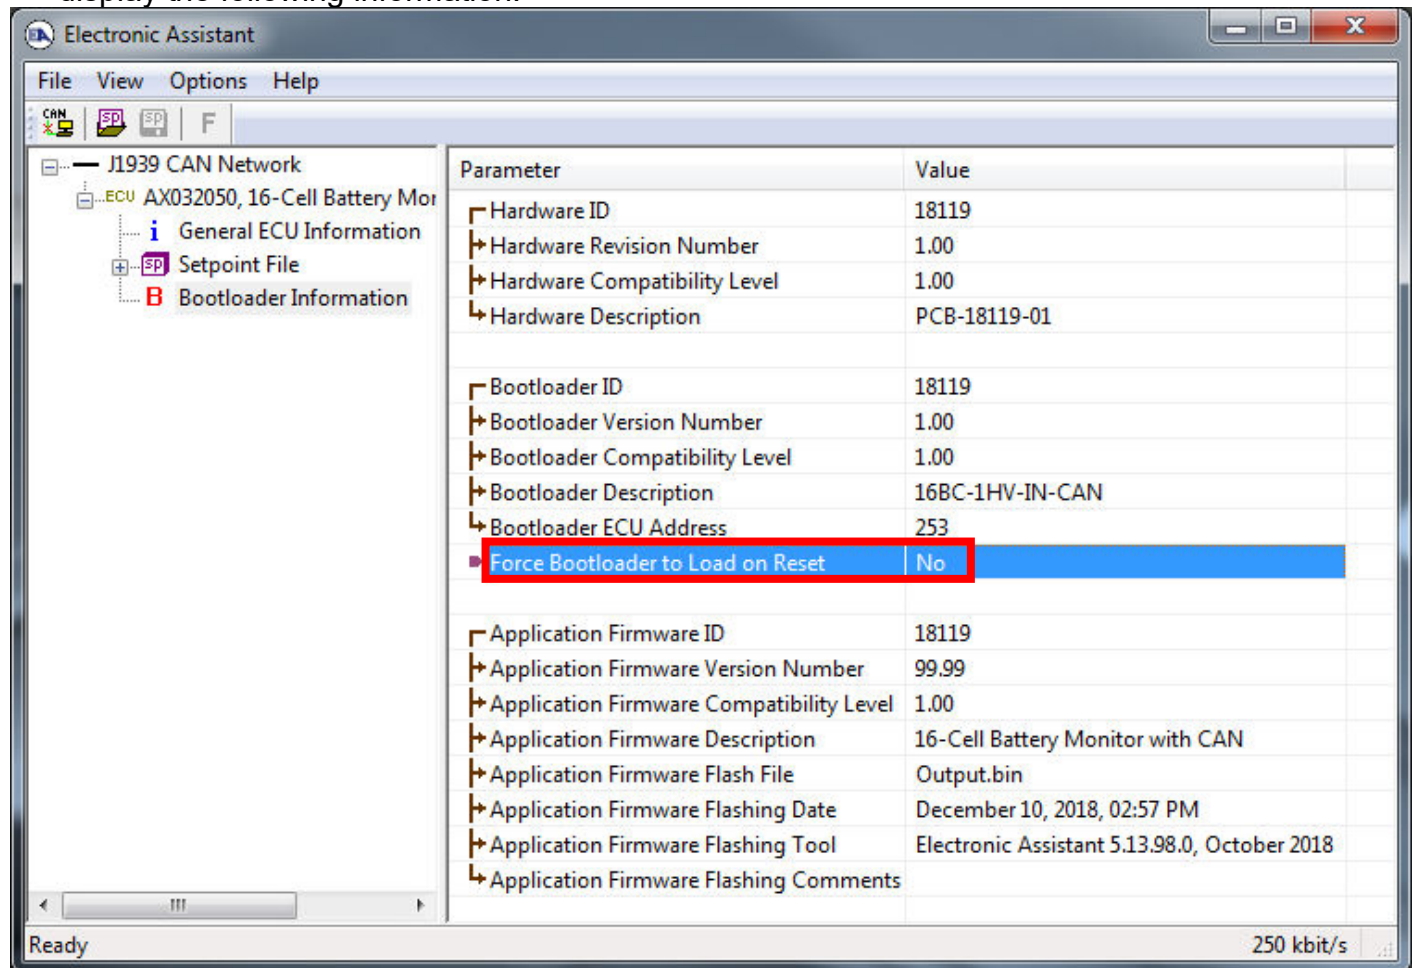 display the following information.
Electronic Assistant
File View Options Help
CAN SP SP F
J1939 CAN Network
ECU AX032050, 16-Cell Battery Mor
i General ECU Information
SP Setpoint File
B Bootloader Information
Parameter Value
Hardware ID 18119
Hardware Revision Number 1.00
Hardware Compatibility Level 1.00
Hardware Description PCB-18119-01
Bootloader ID 18119
Bootloader Version Number 1.00
Bootloader Compatibility Level 1.00
Bootloader Description 16BC-1HV-IN-CAN
Bootloader ECU Address 253
Force Bootloader to Load on Reset No
Application Firmware ID 18119
Application Firmware Version Number 99.99
Application Firmware Compatibility Level 1.00
Application Firmware Description 16-Cell Battery Monitor with CAN
Application Firmware Flash File Output.bin
Application Firmware Flashing Date December 10, 2018, 02:57 PM
Application Firmware Flashing Tool Electronic Assistant 5.13.98.0, October 2018
Application Firmware Flashing Comments
Ready 250 kbit/s